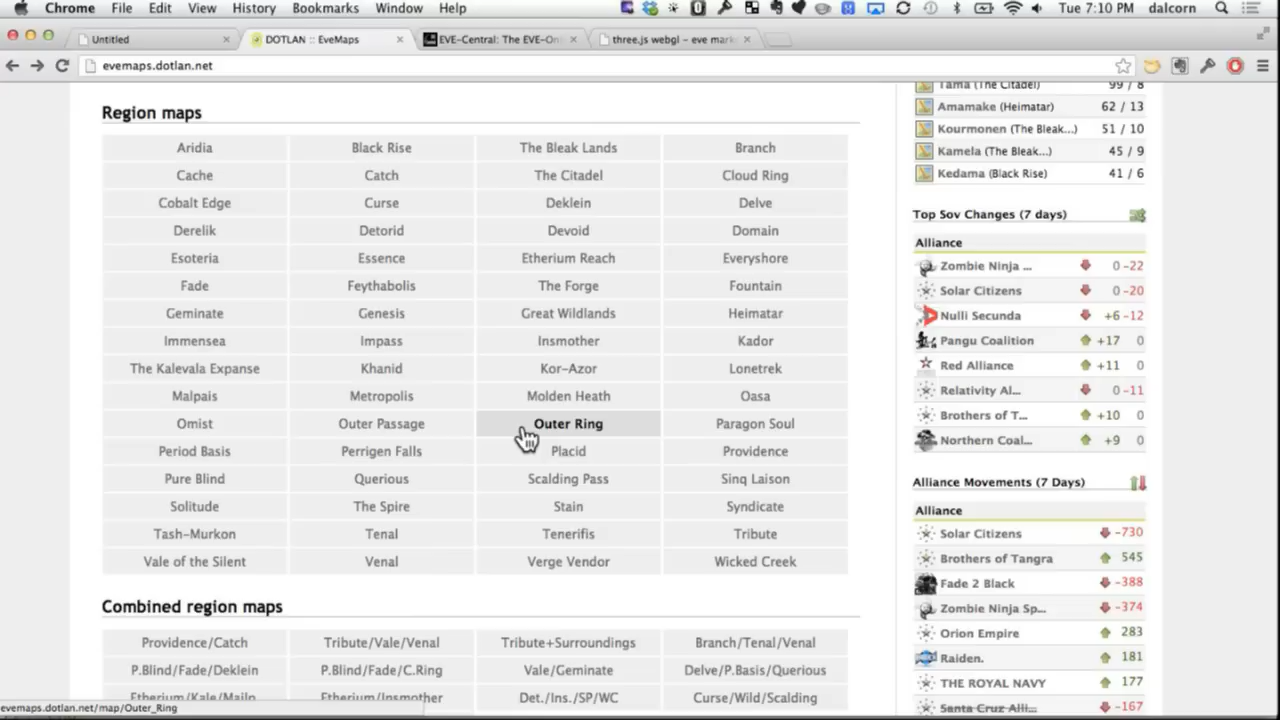 Chrome File Edit View History Bookmarks Window Help Tue 7:10 PM dalcorn
Untitled DOTLAN :: EveMaps EVE-Central: The EVE-On three.js webgl - eve mark
evemaps.dotlan.net
Region maps
Aridia Black Rise The Bleak Lands Branch
Cache Catch The Citadel Cloud Ring
Cobalt Edge Curse Deklein Delve
Derelik Detorid Devoid Domain
Esoteria Essence Etherium Reach Everyshore
Fade Feythabolis The Forge Fountain
Geminate Genesis Great Wildlands Heimatar
Immensea Impass Insmother Kador
The Kalevala Expanse Khanid Kor-Azor Lonetrek
Malpais Metropolis Molden Heath Oasa
Omist Outer Passage Outer Ring Paragon Soul
Period Basis Perrigen Falls Placid Providence
Pure Blind Querious Scalding Pass Sinq Laison
Solitude The Spire Stain Syndicate
Tash-Murkon Tenal Tenerifis Tribute
Vale of the Silent Venal Verge Vendor Wicked Creek
Combined region maps
Providence/Catch Tribute/Vale/Venal Tribute+Surroundings Branch/Tenal/Venal
P.Blind/Fade/Deklein P.Blind/Fade/C.Ring Vale/Geminate Delve/P.Basis/Querious
Etherium/Kale/Malp Etherium/Insmother Det./Ins./SP/WC Curse/Wild/Scalding
evemaps.dotlan.net/map/Outer_Ring
Tama (The Citadel) 99 / 8
Amamake (Heimatar) 62 / 13
Kourmonen (The Bleak...) 51 / 10
Kamela (The Bleak...) 45 / 9
Kedama (Black Rise) 41 / 6
Top Sov Changes (7 days)
Alliance
Zombie Ninja ... 0 -22
Solar Citizens 0 -20
Nulli Secunda +6 -12
Pangu Coalition +17 0
Red Alliance +11 0
Relativity Al... 0 -11
Brothers of T... +10 0
Northern Coal... +9 0
Alliance Movements (7 Days)
Alliance
Solar Citizens -730
Brothers of Tangra 545
Fade 2 Black -388
Zombie Ninja Sp... -374
Orion Empire 283
Raiden. 181
THE ROYAL NAVY 177
Santa Cruz Alli... -167